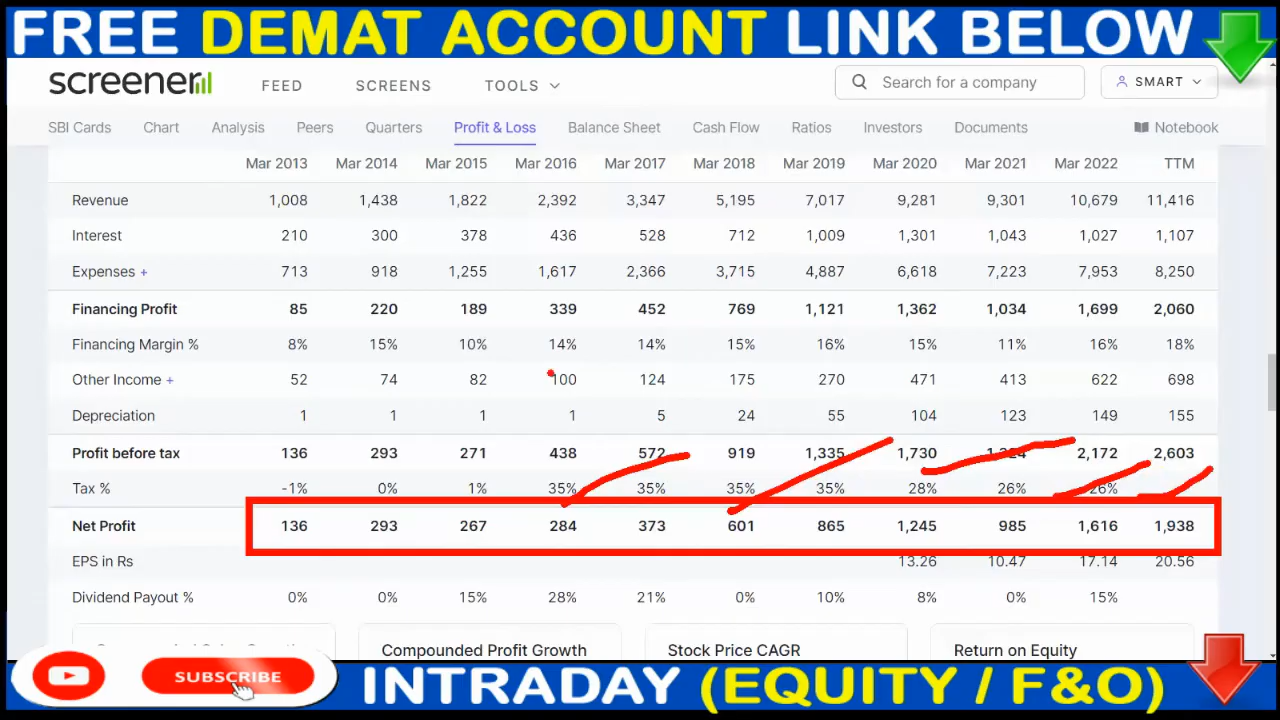 FREE DEMAT ACCOUNT LINK BELOW
screener FEED SCREENS TOOLS Search for a company SMART
SBI Cards Chart Analysis Peers Quarters Profit & Loss Balance Sheet Cash Flow Ratios Investors Documents Notebook
Mar 2013 Mar 2014 Mar 2015 Mar 2016 Mar 2017 Mar 2018 Mar 2019 Mar 2020 Mar 2021 Mar 2022 TTM
Revenue 1,008 1,438 1,822 2,392 3,347 5,195 7,017 9,281 9,301 10,679 11,416
Interest 210 300 378 436 528 712 1,009 1,301 1,043 1,027 1,107
Expenses + 713 918 1,255 1,617 2,366 3,715 4,887 6,618 7,223 7,953 8,250
Financing Profit 85 220 189 339 452 769 1,121 1,362 1,034 1,699 2,060
Financing Margin % 8% 15% 10% 14% 14% 15% 16% 15% 11% 16% 18%
Other Income + 52 74 82 100 124 175 270 471 413 622 698
Depreciation 1 1 1 1 5 24 55 104 123 149 155
Profit before tax 136 293 271 438 572 919 1,335 1,730 2,172 2,603
Tax % -1% 0% 1% 35% 35% 35% 35% 28% 26% 26%
Net Profit 136 293 267 284 373 601 865 1,245 985 1,616 1,938
EPS in Rs 13.26 10.47 17.14 20.56
Dividend Payout % 0% 0% 15% 28% 21% 0% 10% 8% 0% 15%
Compounded Profit Growth Stock Price CAGR Return on Equity
SUBSCRIBE
INTRADAY (EQUITY / F&O)